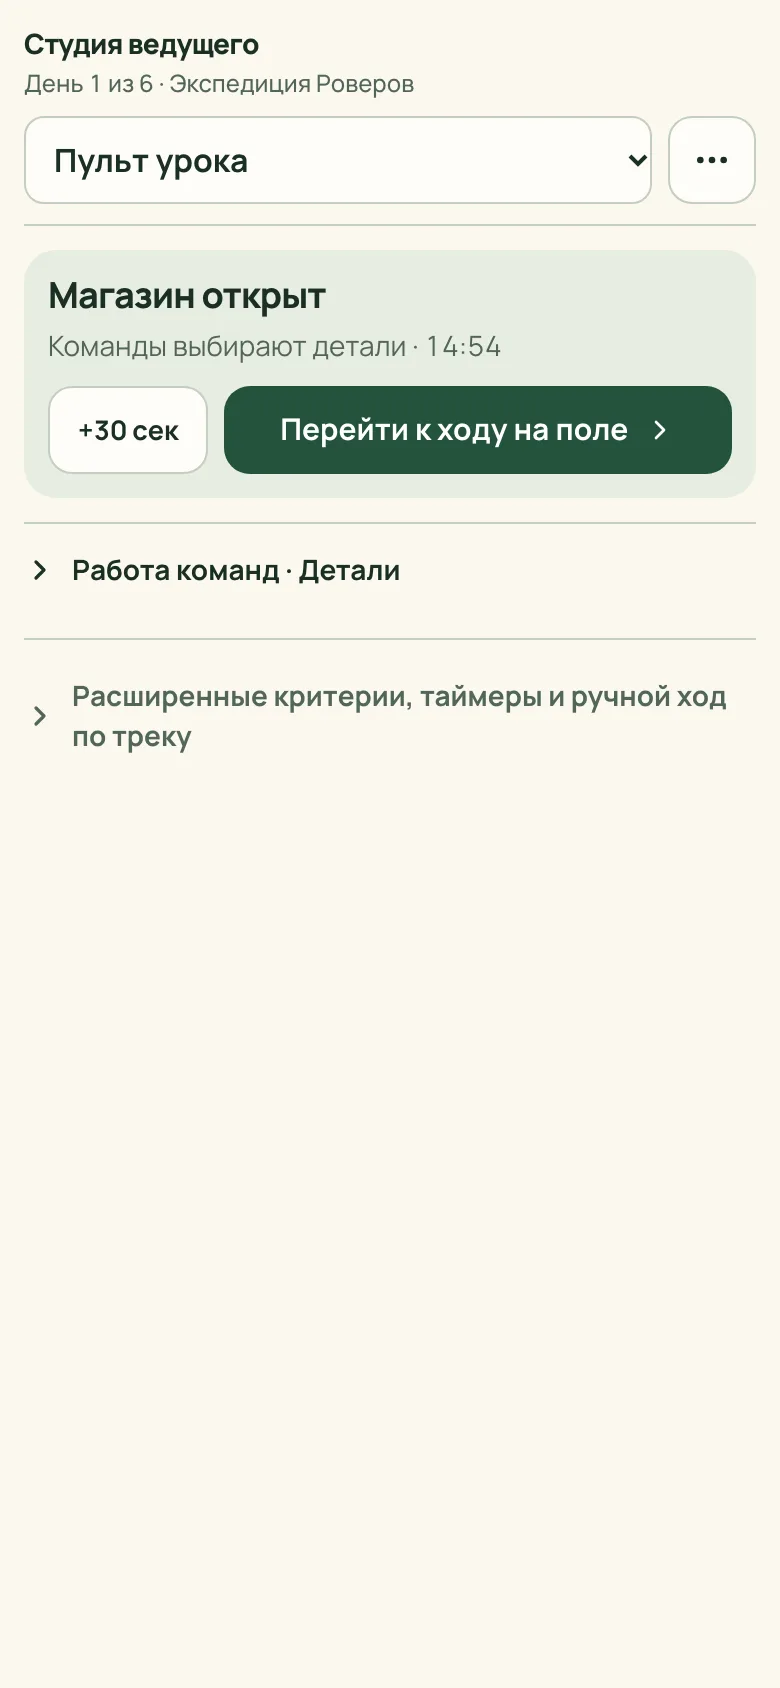 Студия ведущего
День 1 из 6 · Экспедиция Роверов
Пульт урока
Магазин открыт
Команды выбирают детали · 14:54
+30 сек
Перейти к ходу на поле
Работа команд · Детали
Расширенные критерии, таймеры и ручной ход
по треку